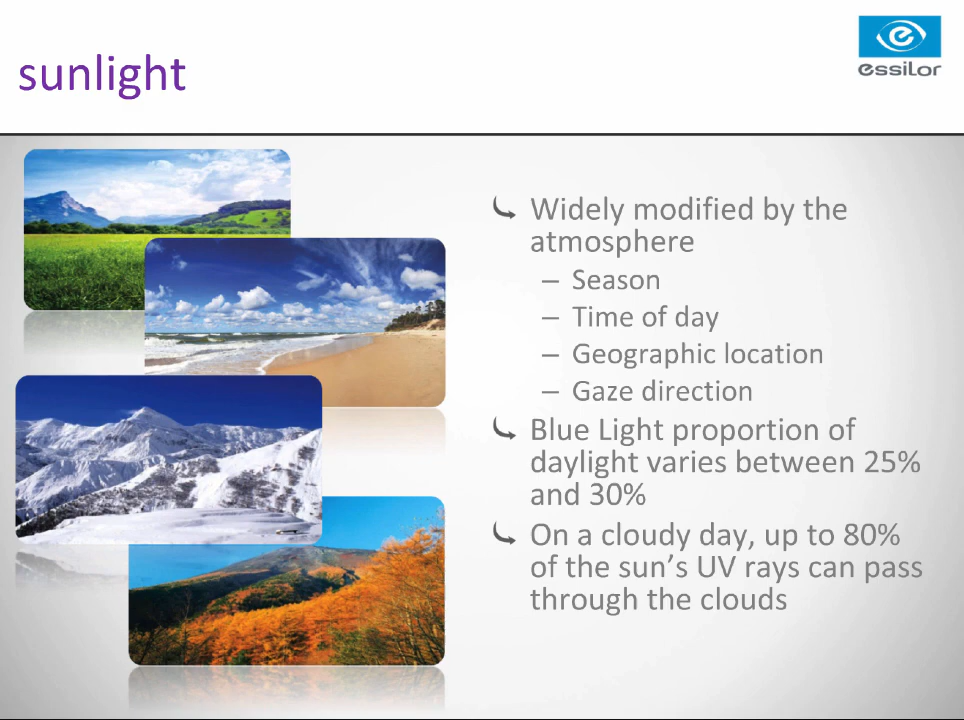 sunlight
essilor
Widely modified by the
atmosphere
– Season
– Time of day
– Geographic location
– Gaze direction
Blue Light proportion of
daylight varies between 25%
and 30%
On a cloudy day, up to 80%
of the sun’s UV rays can pass
through the clouds